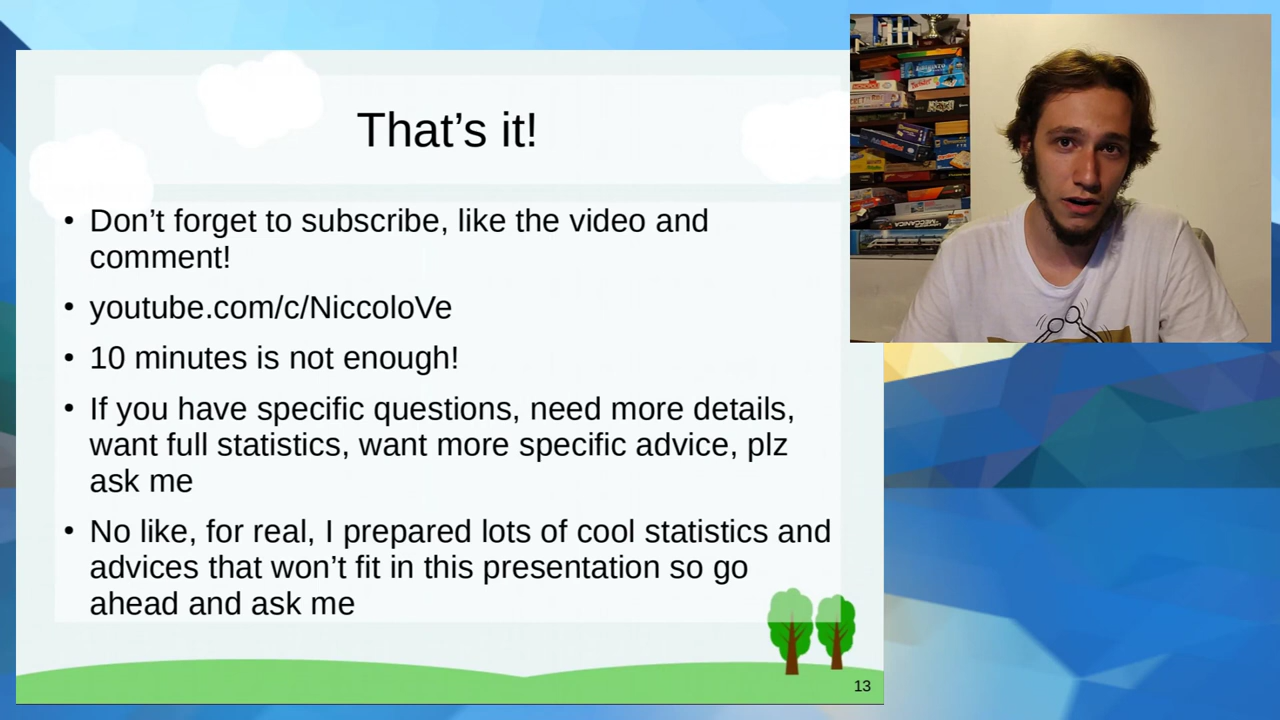 That's it!
• Don't forget to subscribe, like the video and
comment!
• youtube.com/c/NiccoloVe
• 10 minutes is not enough!
• If you have specific questions, need more details,
want full statistics, want more specific advice, plz
ask me
• No like, for real, I prepared lots of cool statistics and
advices that won't fit in this presentation so go
ahead and ask me
13